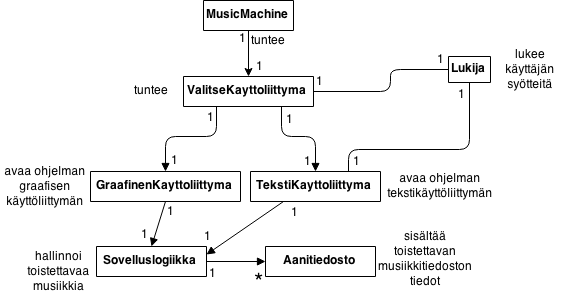 MusicMachine
1
tuntee
1
lukee
käyttäjän
syötteitä
1
Lukija
1
tuntee
ValitseKayttoliittyma
1
1
1
1
1
1
avaa ohjelman
graafisen
käyttöliittymän
GraafinenKayttoliittyma
TekstiKayttoliittyma
avaa ohjelman
tekstikäyttöliittymän
1
1
1
1
hallinnoi
toistettavaa
musiikkia
Sovelluslogiikka
1
*
Aanitiedosto
sisältää
toistettavan
musiikkitiedoston
tiedot